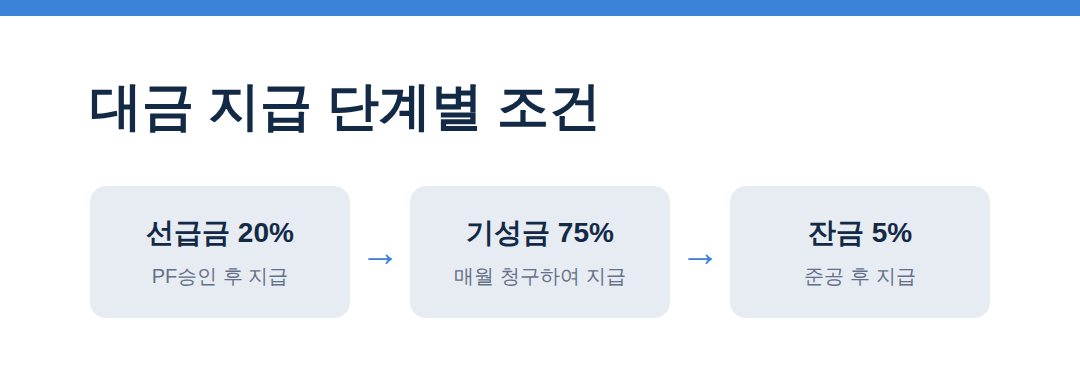 대금 지급 단계별 조건
선급금 20%
PF승인 후 지급
→
기성금 75%
매월 청구하여 지급
→
잔금 5%
준공 후 지급